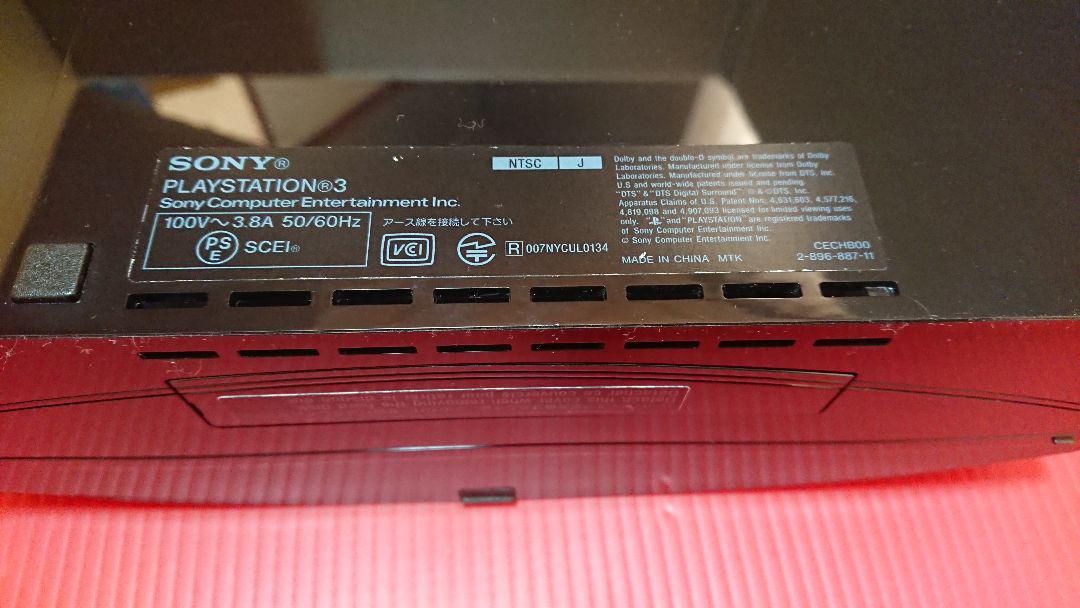 SONY®
PLAYSTATION®3
Sony Computer Entertainment Inc.
100V～3.8A 50/60Hz
PS
E
SCEI®
アース線を接続して下さい
VCI
R 007NYCUL0134
NTSC J
Dolby and the double-D symbol are trademarks of Dolby
Laboratories. Manufactured under license from Dolby
Laboratories. Manufactured under license from DTS, Inc.
U.S and world-wide patents issued and pending.
"DTS" & "DTS Digital Surround" ® & © DTS, Inc.
Apparatus Claims of U.S. Patent Nos. 4,631,603, 4,577,216,
4,819,098 and 4,907,093 licensed for limited viewing uses
only. " " and "PLAYSTATION" are registered trademarks
of Sony Computer Entertainment Inc.
© Sony Computer Entertainment Inc.
CECHB00
MADE IN CHINA MTK 2-896-887-11